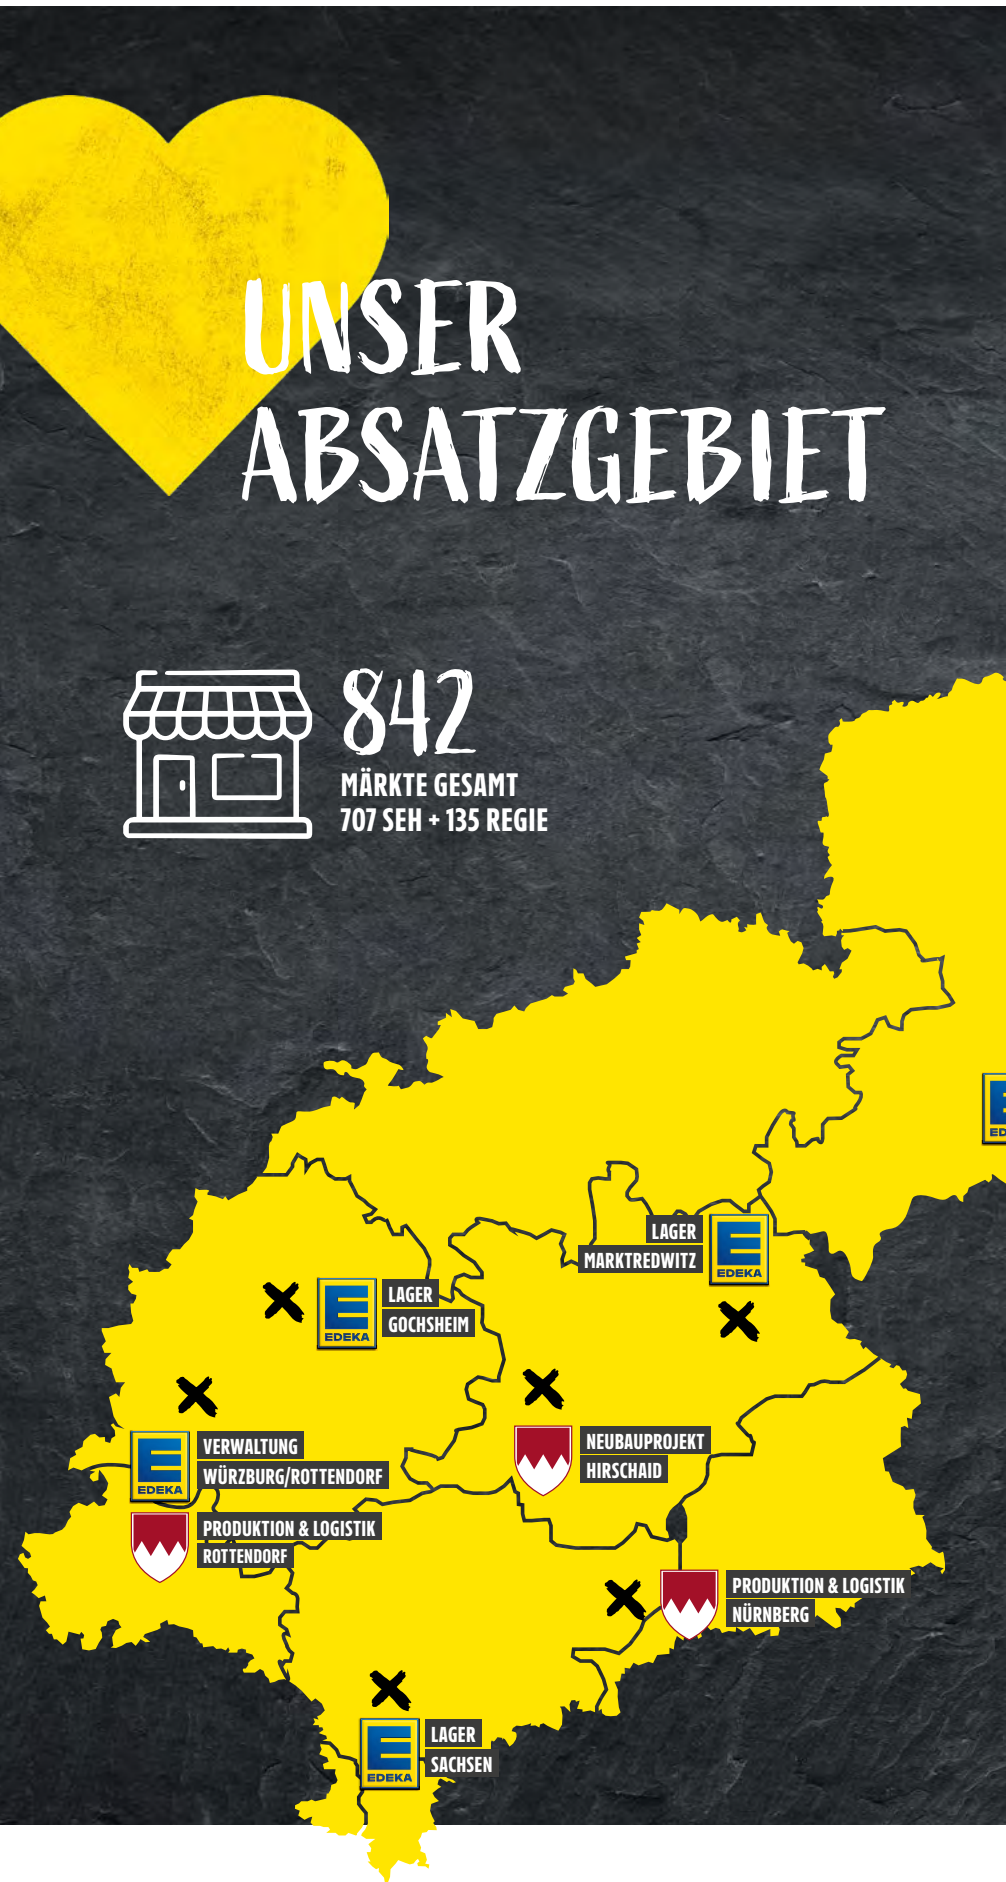 UNSER
ABSATZGEBIET
842
MÄRKTE GESAMT
707 SEH + 135 REGIE
LAGER
MARKTREDWITZ
EDEKA
EDEKA
LAGER
GOCHSHEIM
EDEKA
VERWALTUNG
WÜRZBURG/ROTTENDORF
NEUBAUPROJEKT
HIRSCHAID
PRODUKTION & LOGISTIK
ROTTENDORF
PRODUKTION & LOGISTIK
NÜRNBERG
EDEKA
LAGER
SACHSEN